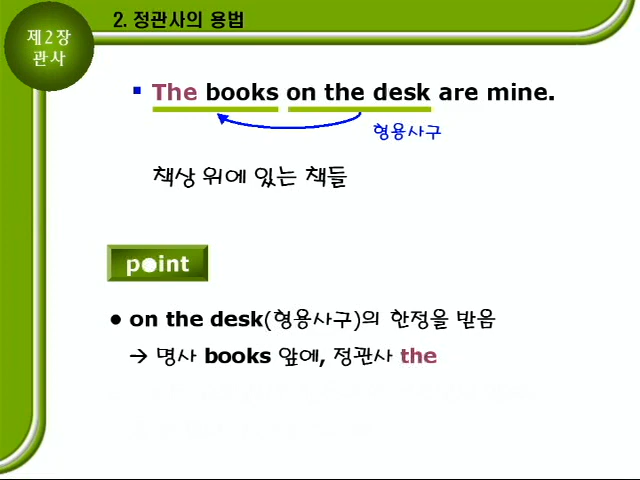 제2장
관사
2. 정관사의 용법
The books on the desk are mine.
형용사구
책상 위에 있는 책들
point
● on the desk(형용사구)의 한정을 받음
→ 명사 books 앞에, 정관사 the